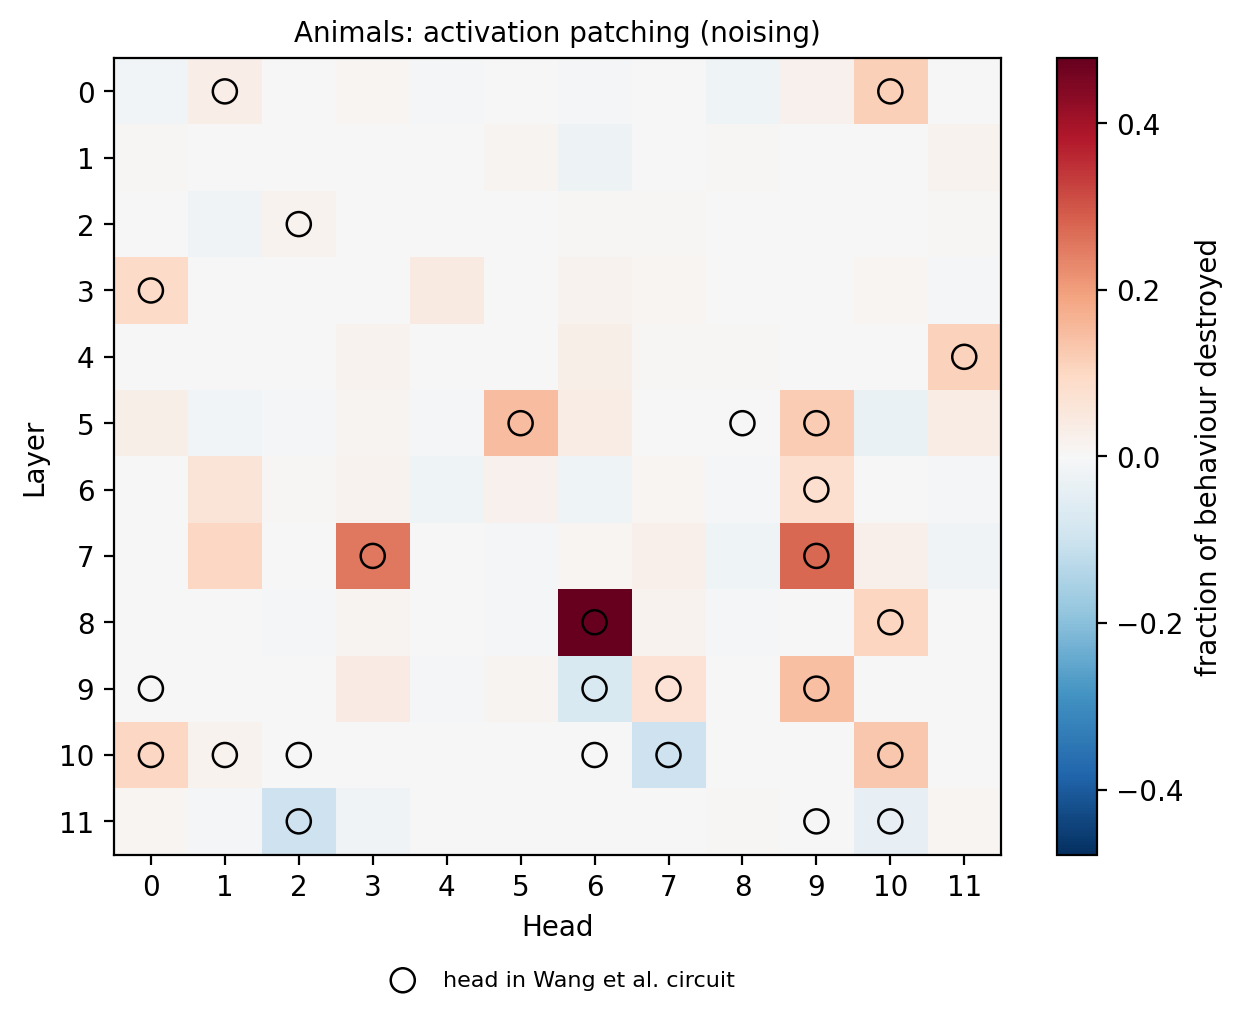 Animals: activation patching (noising)
0
1
2
3
4
5
6
7
8
9
10
11
Layer
0 1 2 3 4 5 6 7 8 9 10 11
Head
0.4
0.2
0.0
−0.2
−0.4
fraction of behaviour destroyed
head in Wang et al. circuit